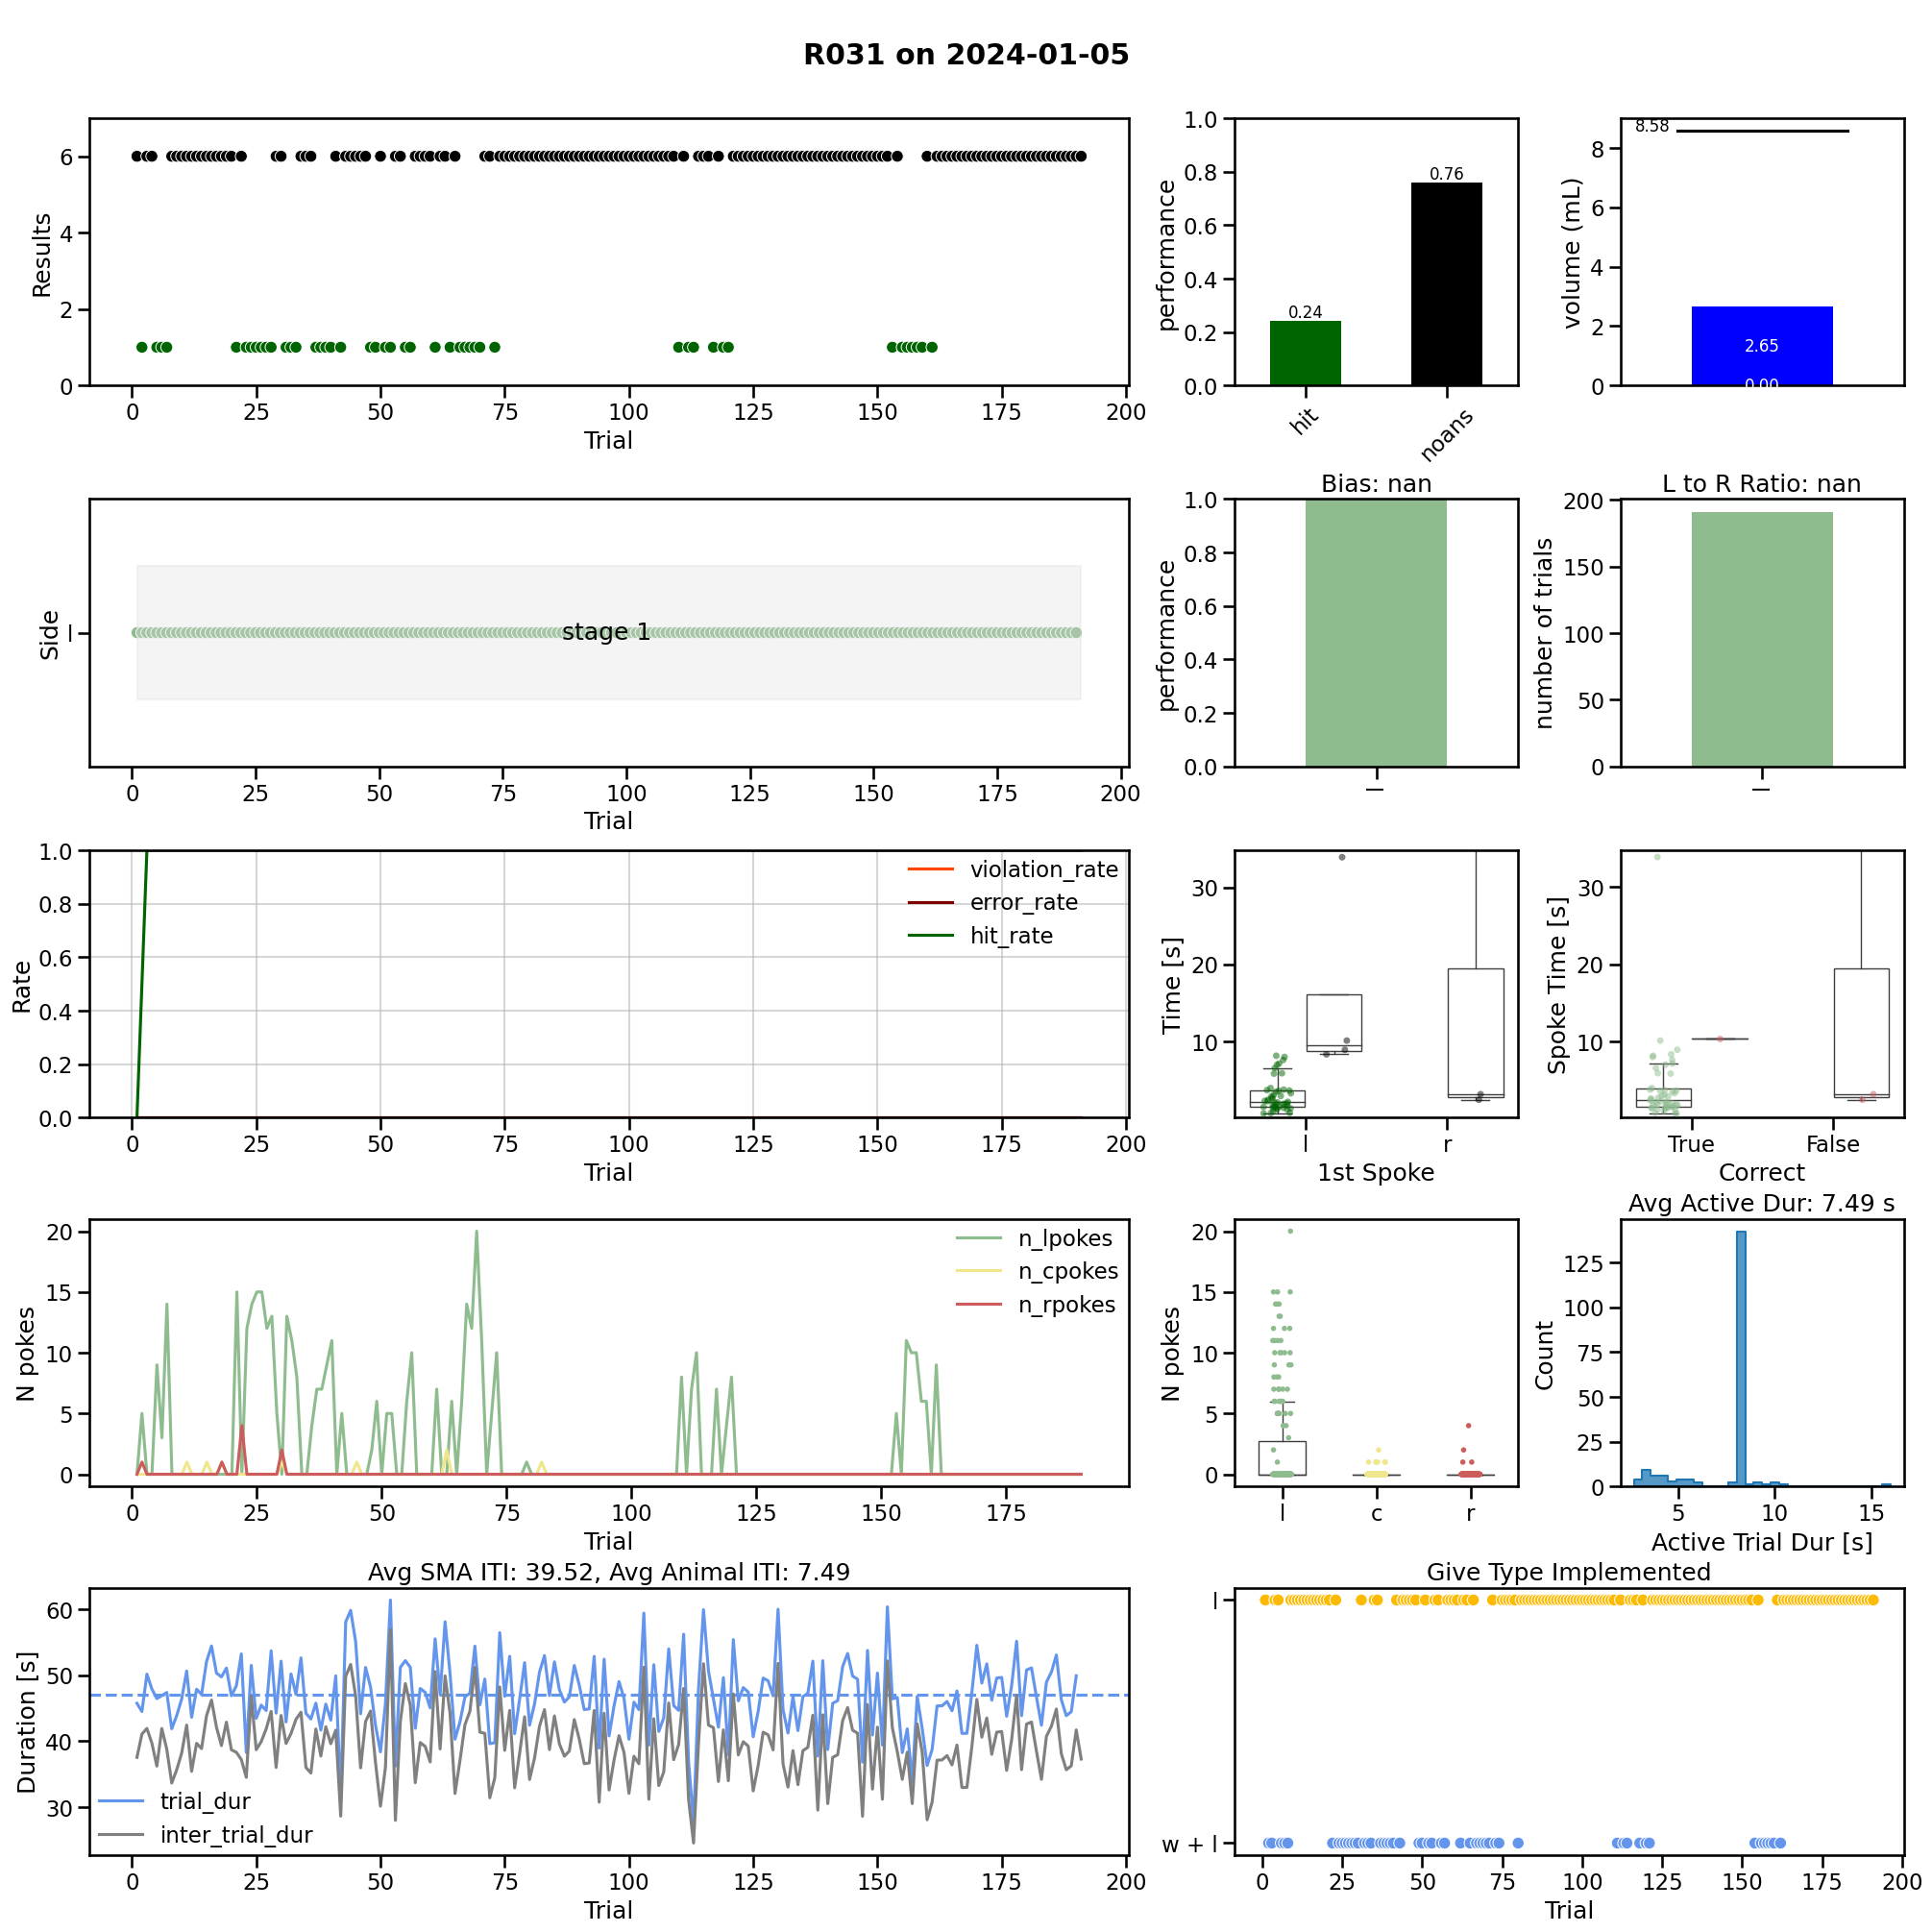 R031 on 2024-01-05
Results
6
4
2
0
0 25 50 75 100 125 150 175 200
Trial
performance
1.0
0.8
0.6
0.4
0.2
0.0
0.24
0.76
hit
noans
volume (mL)
8
6
4
2
0
8.58
2.65
0.00
Side
l
stage 1
0 25 50 75 100 125 150 175 200
Trial
Bias: nan
performance
1.0
0.8
0.6
0.4
0.2
0.0
l
L to R Ratio: nan
number of trials
200
150
100
50
0
l
Rate
1.0
0.8
0.6
0.4
0.2
0.0
violation_rate
error_rate
hit_rate
0 25 50 75 100 125 150 175 200
Trial
Time [s]
30
20
10
l r
1st Spoke
Spoke Time [s]
30
20
10
True False
Correct
N pokes
20
15
10
5
0
n_lpokes
n_cpokes
n_rpokes
0 25 50 75 100 125 150 175
Trial
N pokes
20
15
10
5
0
l c r
Avg Active Dur: 7.49 s
Count
125
100
75
50
25
0
5 10 15
Active Trial Dur [s]
Avg SMA ITI: 39.52, Avg Animal ITI: 7.49
Duration [s]
60
50
40
30
trial_dur
inter_trial_dur
0 25 50 75 100 125 150 175 200
Trial
Give Type Implemented
l
w + l
0 25 50 75 100 125 150 175 200
Trial